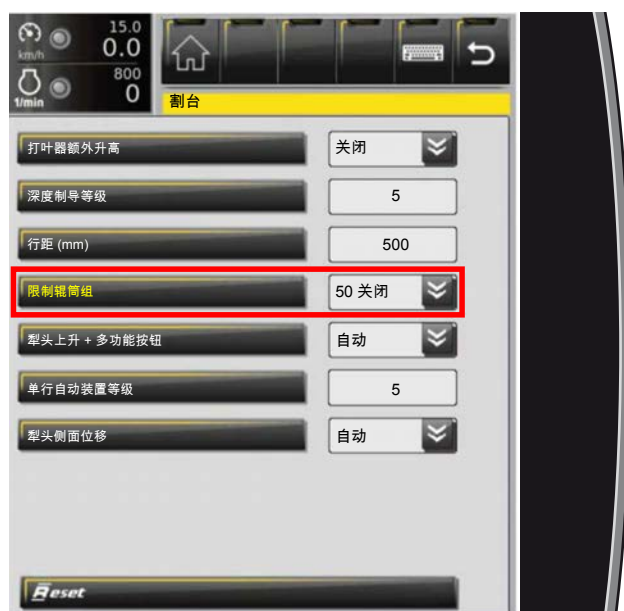 15.0
km/h
0.0
800
1/min
0
割台
打叶器额外升高
关闭
深度制导等级
5
行距 (mm)
500
限制辊筒组
50 关闭
犁头上升 + 多功能按钮
自动
单行自动装置等级
5
犁头侧面位移
自动
Reset